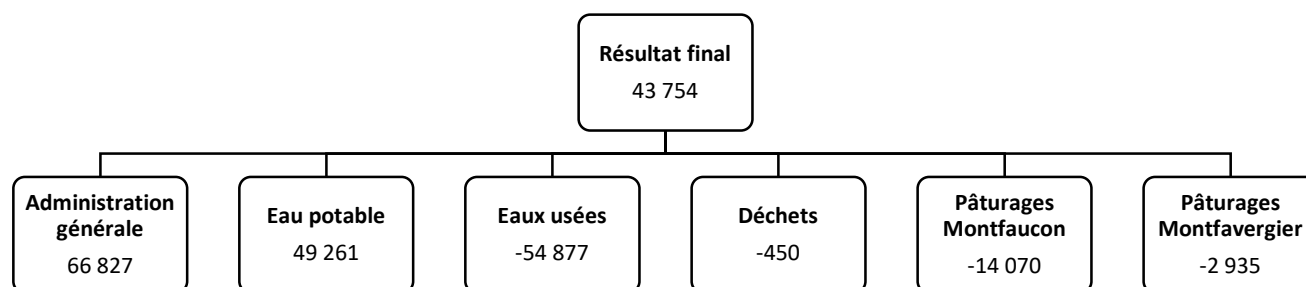 Résultat final
43 754
Administration
générale
66 827
Eau potable
49 261
Eaux usées
-54 877
Déchets
-450
Pâturages
Montfaucon
-14 070
Pâturages
Montfavergier
-2 935